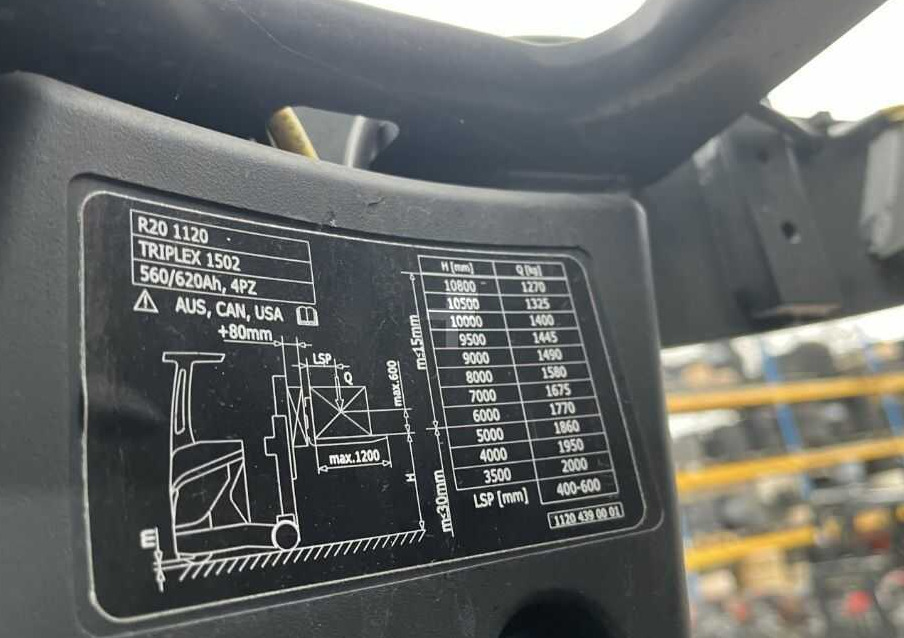 R20 1120
TRIPLEX 1502
560/620Ah, 4PZ
AUS, CAN, USA
+80mm
LSP
Q
max.600
max.1200
H
E
m≤15mm
m≤30mm
H [mm] Q [kg]
10800 1270
10500 1325
10000 1400
9500 1445
9000 1490
8000 1580
7000 1675
6000 1770
5000 1860
4000 1950
3500 2000
LSP [mm] 400-600
1120 439 00 01